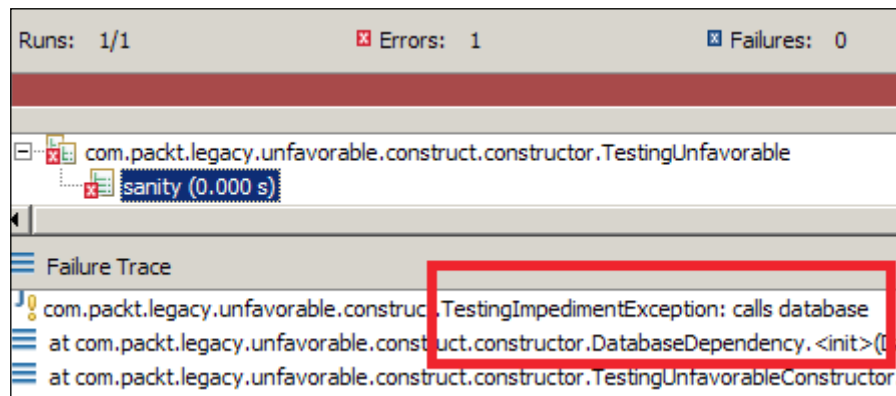 Runs: 1/1 Errors: 1 Failures: 0
com.packt.legacy.unfavorable.construct.constructor.TestingUnfavorable
sanity (0.000 s)
Failure Trace
com.packt.legacy.unfavorable.construct.TestingImpedimentException: calls database
at com.packt.legacy.unfavorable.construct.constructor.DatabaseDependency.<init>(D
at com.packt.legacy.unfavorable.construct.constructor.TestingUnfavorableConstructor